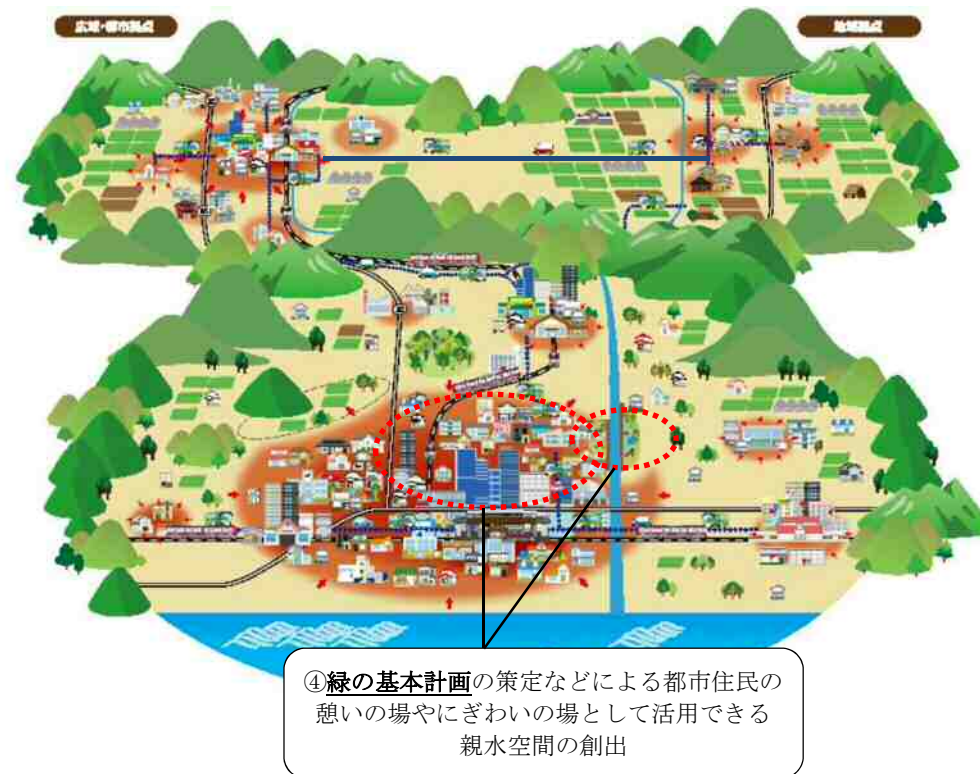 広域・都市拠点
地域拠点
④緑の基本計画の策定などによる都市住民の
憩いの場やにぎわいの場として活用できる
親水空間の創出